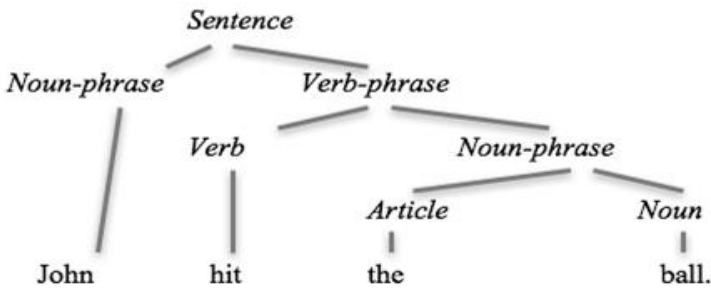 Sentence
Noun-phrase Verb-phrase
Verb Noun-phrase
Article Noun
John hit the ball.